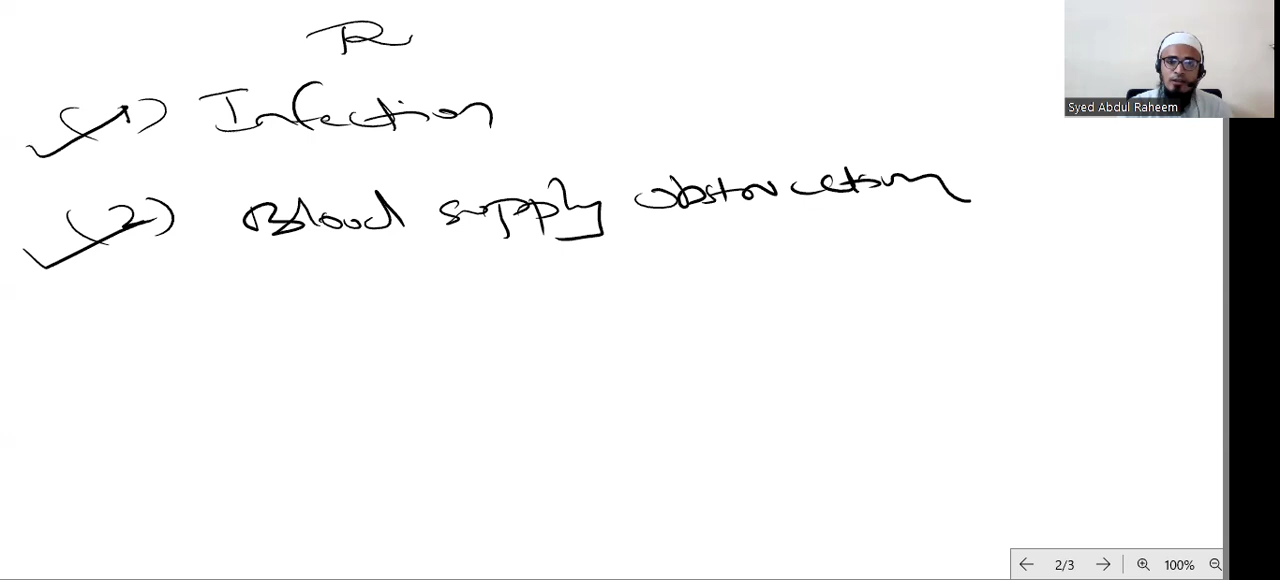 R
(1) Infection
(2) Blood supply obstruction
Syed Abdul Raheem
2/3
100%